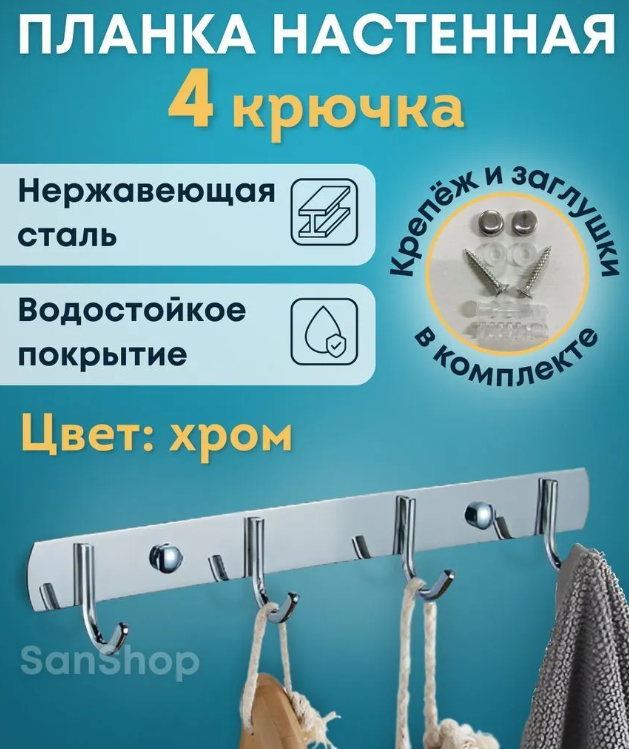 ПЛАНКА НАСТЕННАЯ
4 крючка
Нержавеющая
сталь
Крепёж и заглушки
в комплекте
Водостойкое
покрытие
Цвет: хром
SanShop